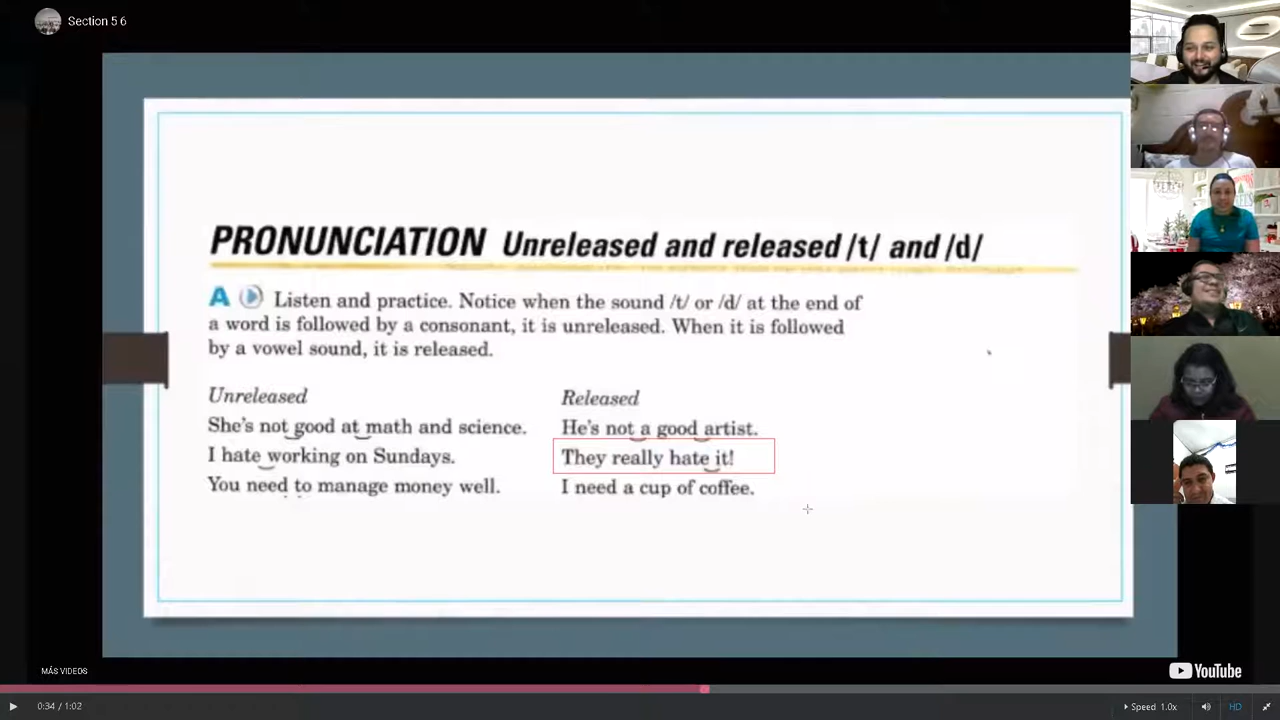 Section 5 6
PRONUNCIATION Unreleased and released /t/ and /d/
A Listen and practice. Notice when the sound /t/ or /d/ at the end of
a word is followed by a consonant, it is unreleased. When it is followed
by a vowel sound, it is released.
Unreleased
She's not good at math and science.
I hate working on Sundays.
You need to manage money well.
Released
He's not a good artist.
They really hate it!
I need a cup of coffee.
MÁS VIDEOS
YouTube
0:34 / 1:02
Speed 1.0x
HD